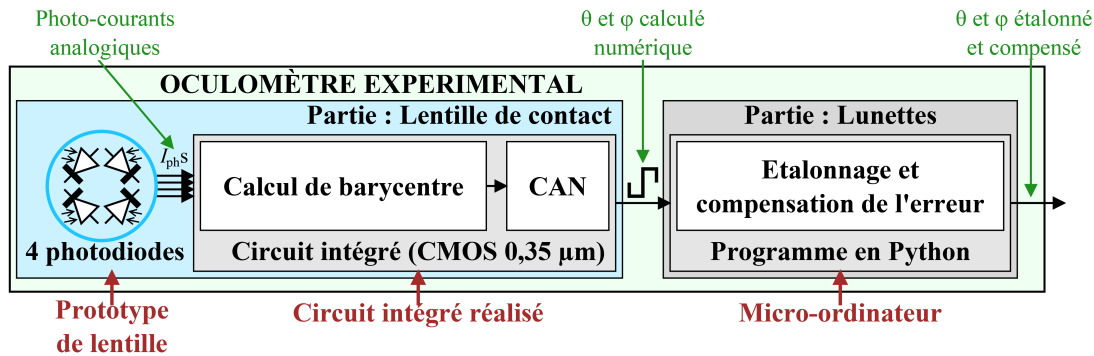 Photo-courants
analogiques
θ et φ calculé
numérique
θ et φ étalonné
et compensé
OCULOMÈTRE EXPERIMENTAL
Partie : Lentille de contact
Partie : Lunettes
Iphs
Calcul de barycentre
CAN
Etalonnage et
compensation de l'erreur
4 photodiodes
Circuit intégré (CMOS 0,35 µm)
Programme en Python
Prototype
de lentille
Circuit intégré réalisé
Micro-ordinateur